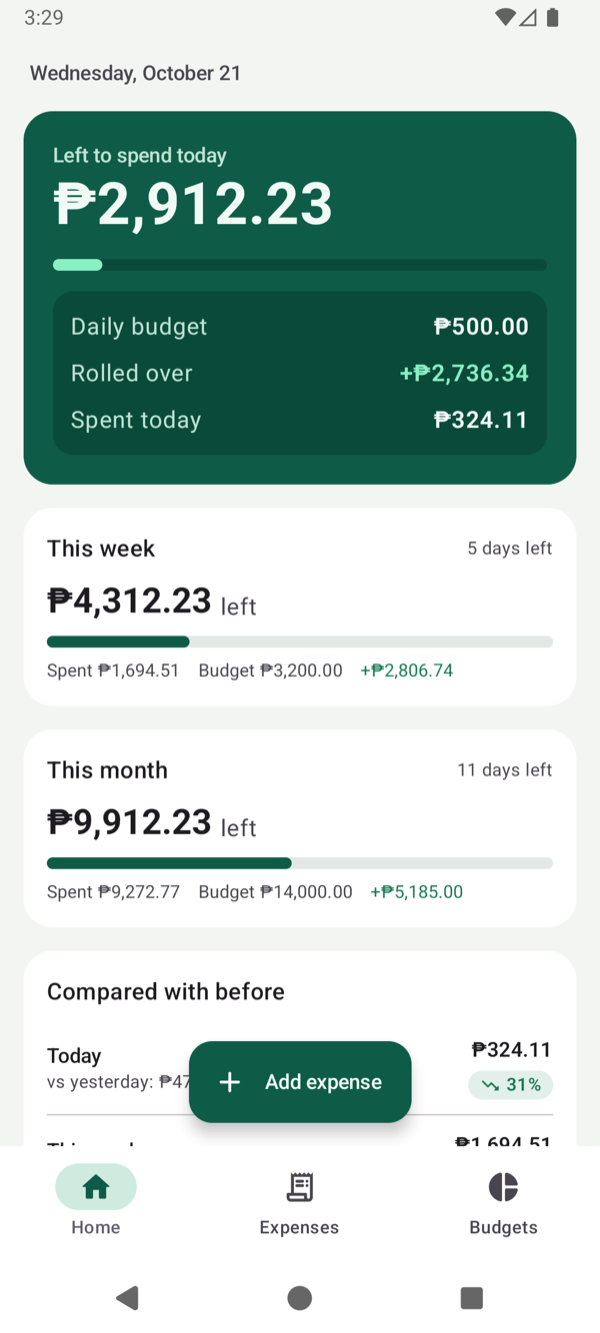 3:29
Wednesday, October 21
Left to spend today
₱2,912.23
Daily budget ₱500.00
Rolled over +₱2,736.34
Spent today ₱324.11
This week 5 days left
₱4,312.23 left
Spent ₱1,694.51 Budget ₱3,200.00 +₱2,806.74
This month 11 days left
₱9,912.23 left
Spent ₱9,272.77 Budget ₱14,000.00 +₱5,185.00
Compared with before
Today ₱324.11
vs yesterday: ₱47
31%
Add expense
₱1,694.51
Home Expenses Budgets